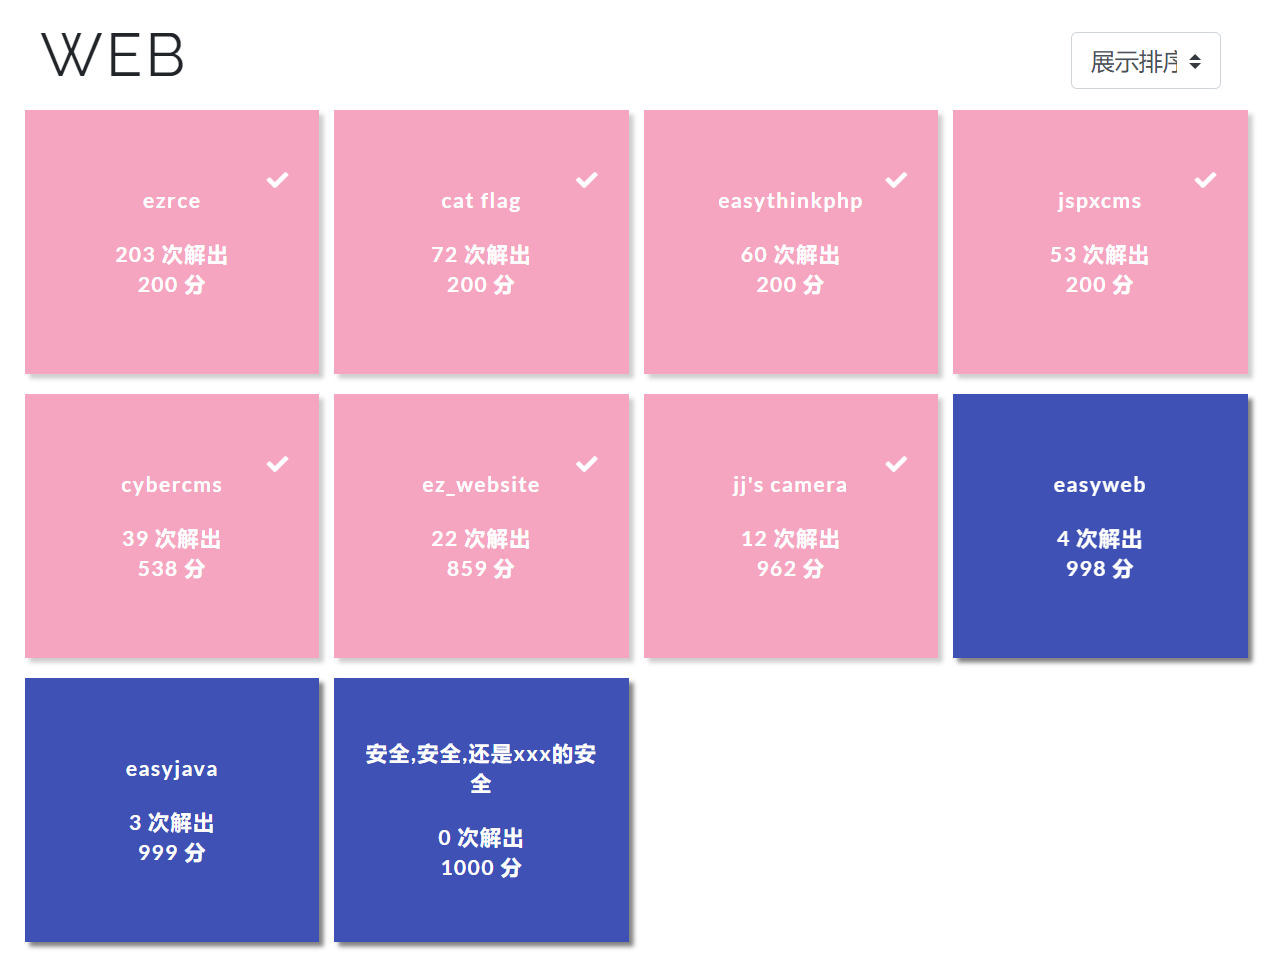 WEB
展示排序
ezrce
203 次解出
200 分
cat flag
72 次解出
200 分
easythinkphp
60 次解出
200 分
jspxcms
53 次解出
200 分
cybercms
39 次解出
538 分
ez_website
22 次解出
859 分
jj's camera
12 次解出
962 分
easyweb
4 次解出
998 分
easyjava
3 次解出
999 分
安全,安全,还是xxx的安
全
0 次解出
1000 分